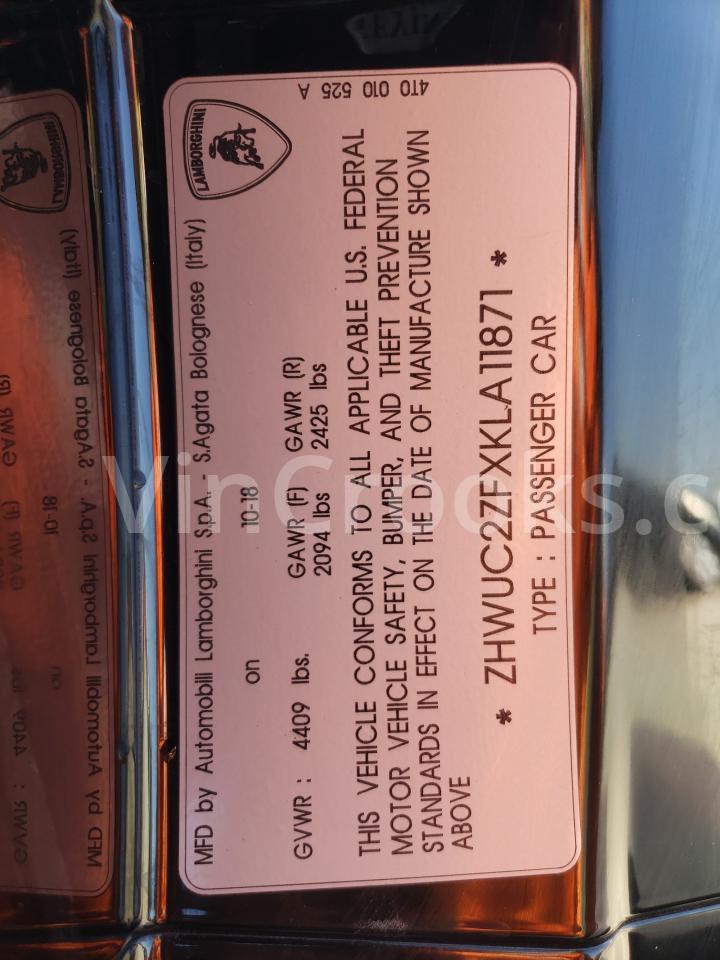 LAMBORGHINI
MFD by Automobili Lamborghini S.p.A. - S.Agata Bolognese (Italy)
on 10-18
GVWR : 4409 lbs. GAWR (F) GAWR (R)
2094 lbs 2425 lbs
THIS VEHICLE CONFORMS TO ALL APPLICABLE U.S. FEDERAL
MOTOR VEHICLE SAFETY, BUMPER, AND THEFT PREVENTION
STANDARDS IN EFFECT ON THE DATE OF MANUFACTURE SHOWN
ABOVE
* ZHWUC2ZFXKLA11871 *
TYPE : PASSENGER CAR
4T0 010 525 A
VinCrooks.c